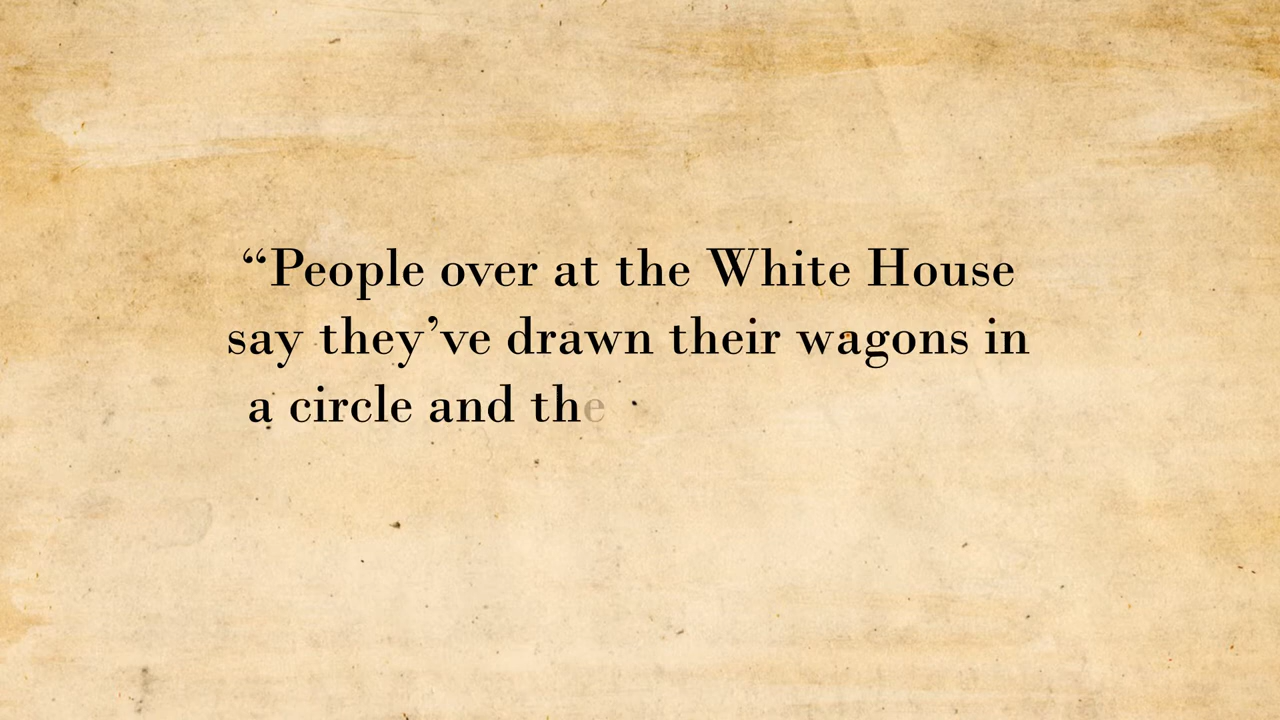 “People over at the White House
say they’ve drawn their wagons in
a circle and the